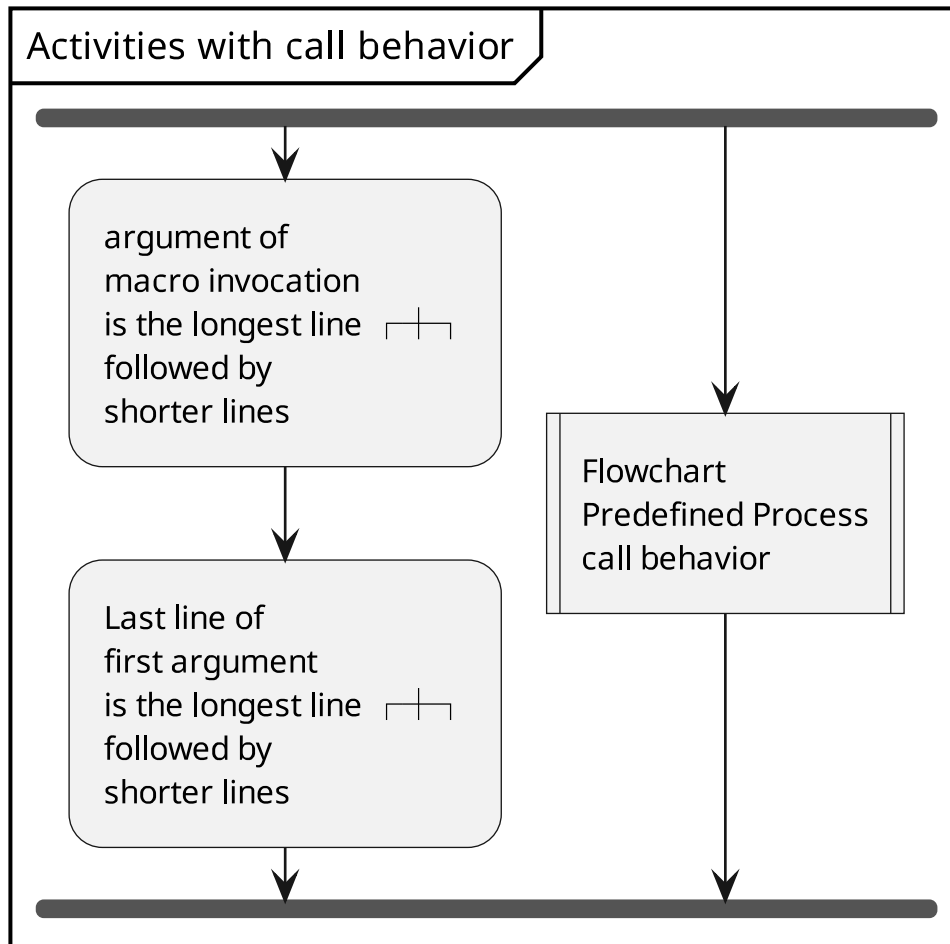 Activities with call behavior
argument of
macro invocation
is the longest line
followed by
shorter lines
Last line of
first argument
is the longest line
followed by
shorter lines
Flowchart
Predefined Process
call behavior